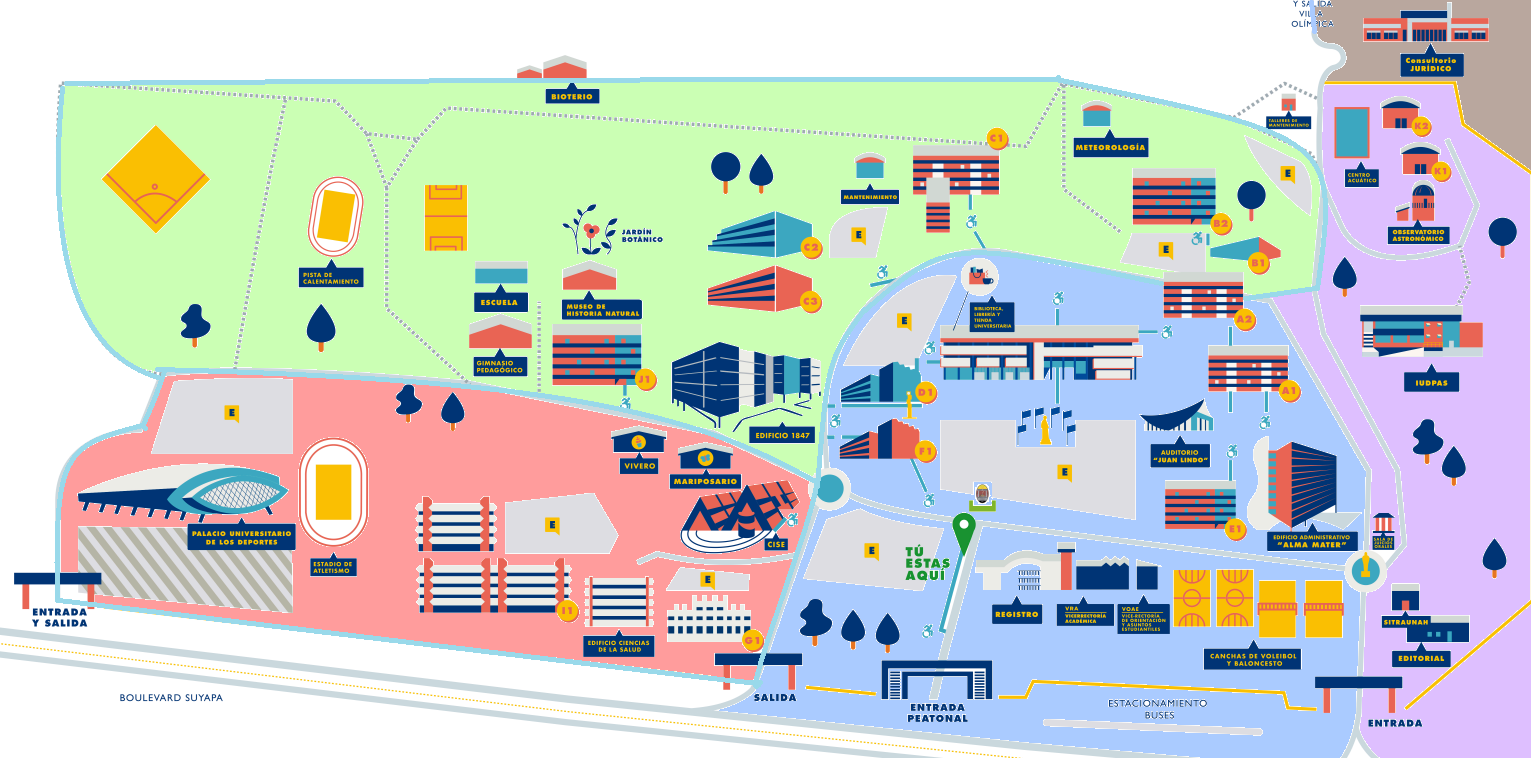 Y SALIDA
VILLA
OLÍMPICA
Consultorio
JURÍDICO
BIOTERIO
TALLERES DE
MANTENIMIENTO
C1
K2
METEOROLOGÍA
K1
CENTRO
ACUÁTICO
E
MANTENIMIENTO
B2
OBSERVATORIO
ASTRONÓMICO
JARDÍN
BOTÁNICO
C2
E
E
B1
PISTA DE
CALENTAMIENTO
ESCUELA
MUSEO DE
HISTORIA NATURAL
C3
BIBLIOTECA,
LIBRERÍA Y
TIENDA
UNIVERSITARIA
E
A2
GIMNASIO
PEDAGÓGICO
J1
D1
A1
IUDPAS
E
EDIFICIO 1847
VIVERO
MARIPOSARIO
F1
AUDITORIO
"JUAN LINDO"
E
PALACIO UNIVERSITARIO
DE LOS DEPORTES
E
CISE
E1
EDIFICIO ADMINISTRATIVO
"ALMA MATER"
SALA DE
JUICIOS
ORALES
ESTADIO DE
ATLETISMO
E
TÚ
ESTAS
AQUÍ
E
ENTRADA
Y SALIDA
I1
REGISTRO
VRA
VICERRECTORÍA
ACADÉMICA
VOAE
VICE-RECTORIA
DE ORIENTACIÓN
Y ASUNTOS
ESTUDIANTILES
SITRAUNAH
EDIFICIO CIENCIAS
DE LA SALUD
G1
CANCHAS DE VOLEIBOL
Y BALONCESTO
EDITORIAL
BOULEVARD SUYAPA
SALIDA
ENTRADA
PEATONAL
ESTACIONAMIENTO
BUSES
ENTRADA